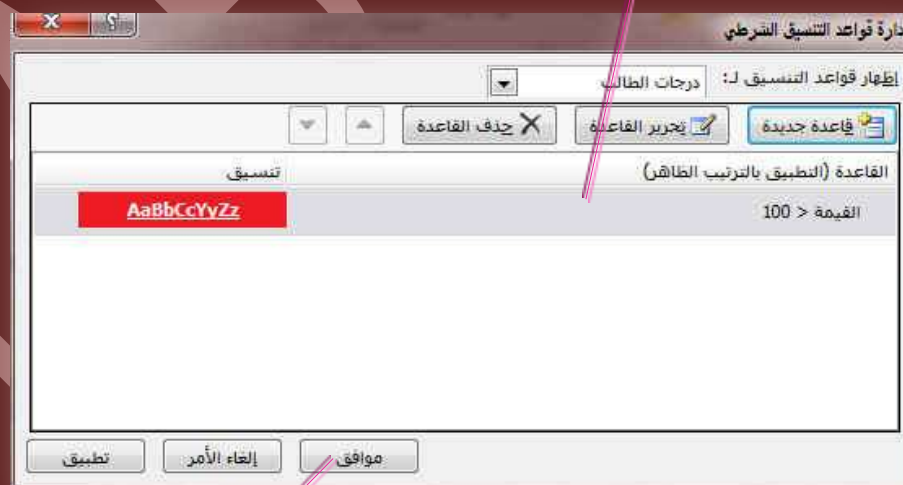 دارة قواعد التنسيق الشرطي
إظهار قواعد التنسيق لـ: درجات الطالب
قاعدة جديدة تحرير القاعدة حذف القاعدة
القاعدة (التطبيق بالترتيب الظاهر) تنسيق
القيمة < 100 AaBbCcYyZz
موافق إلغاء الأمر تطبيق